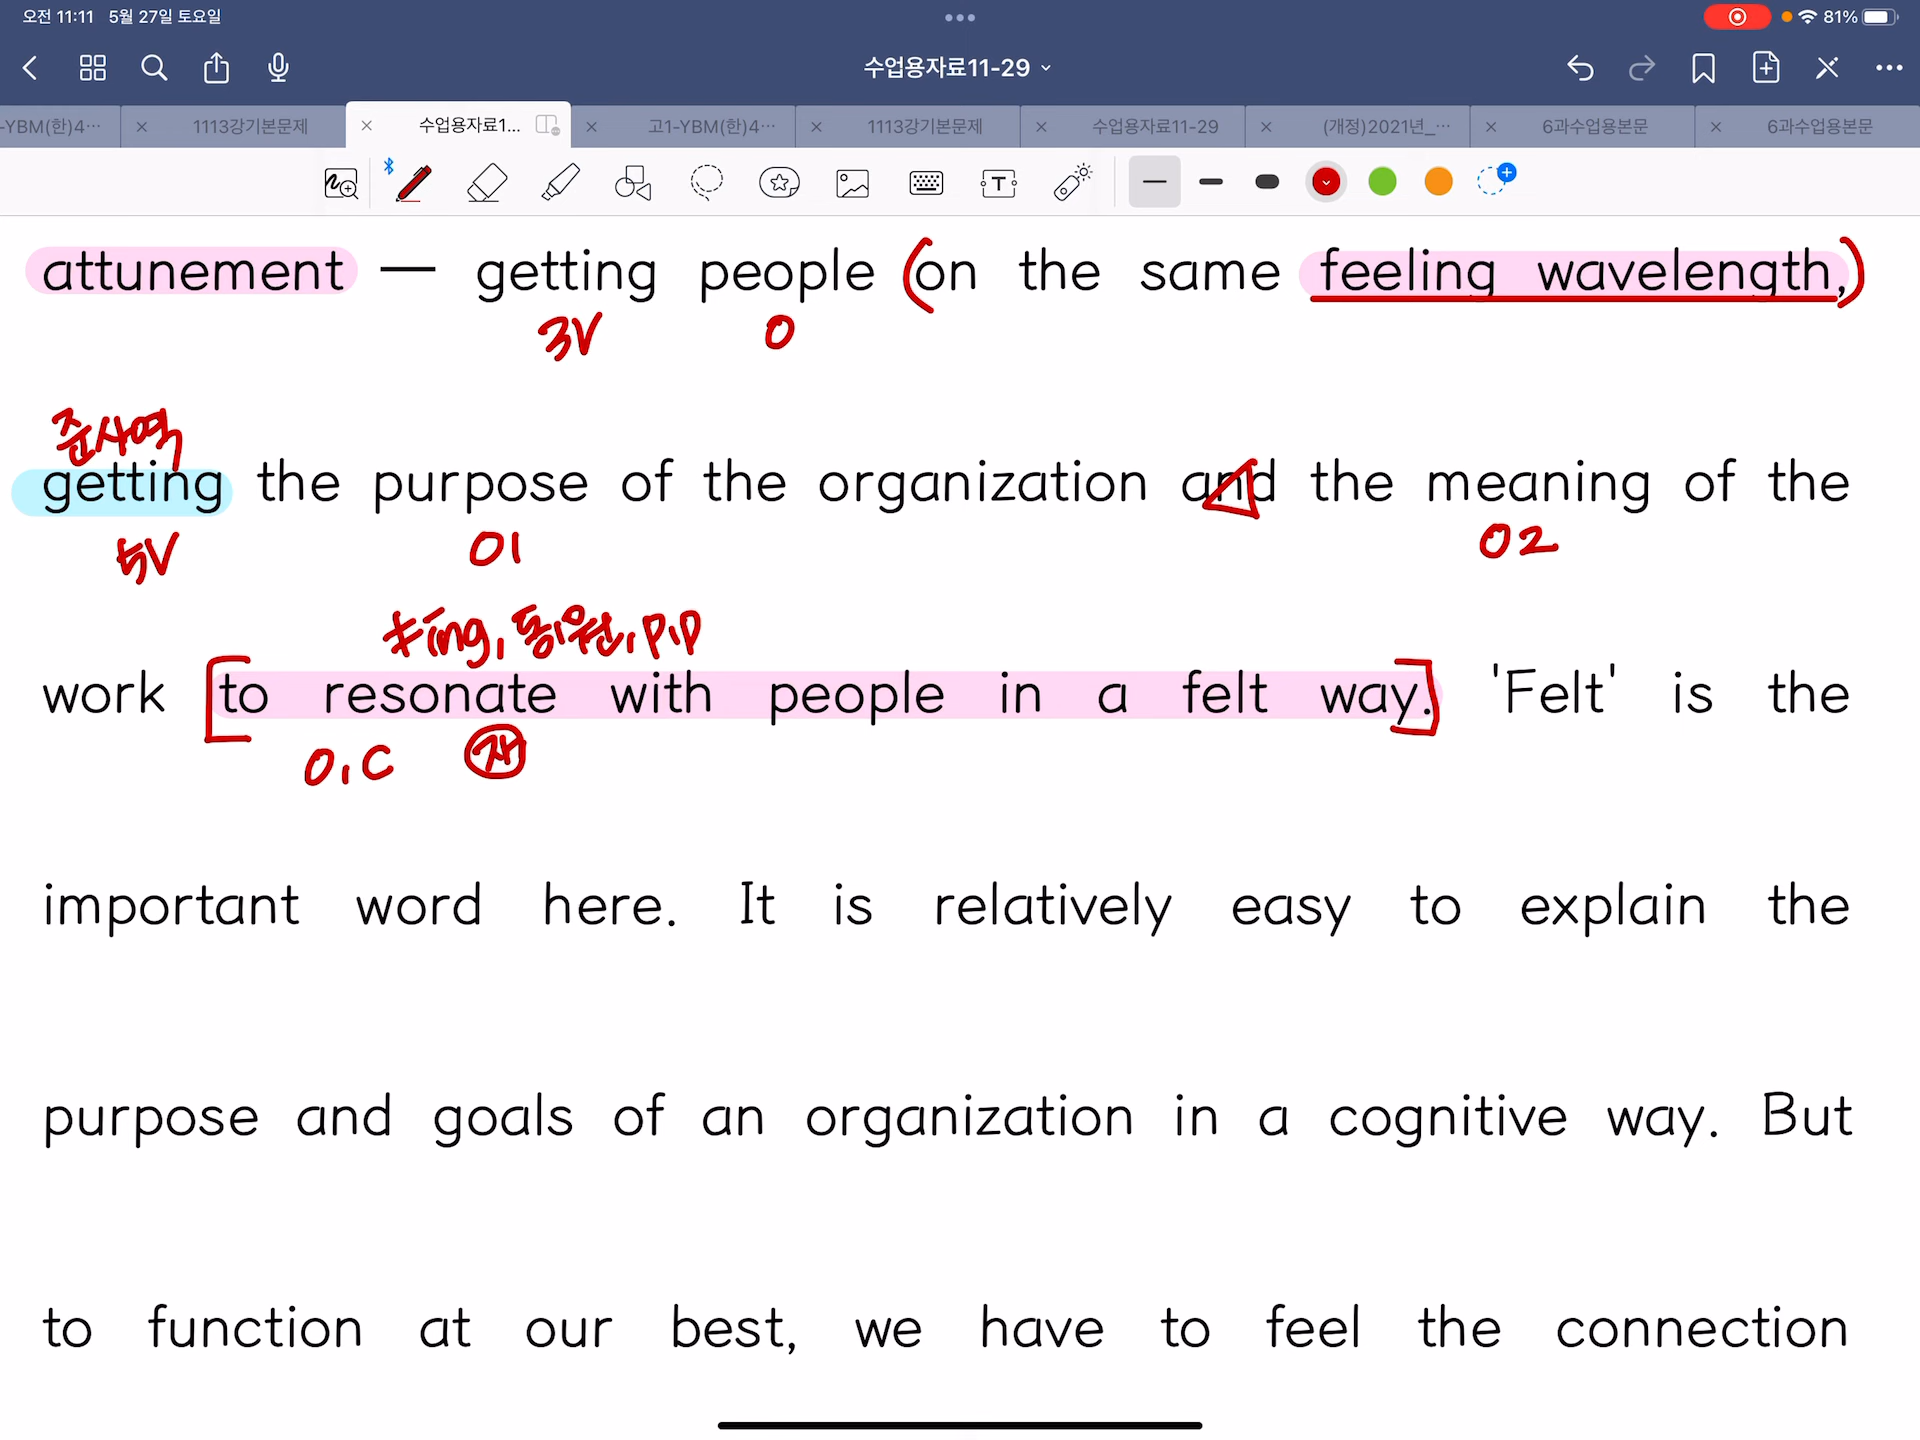 오전 11:11 5월 27일 토요일
81%
수업용자료11-29
-YBM(한)4··· 1113강기본문제 수업용자료1... 고1-YBM(한)4··· 1113강기본문제 수업용자료11-29 (개정)2021년_··· 6과수업용본문 6과수업용본문
attunement — getting people (on the same feeling wavelength,)
3V O
준사역
getting the purpose of the organization and the meaning of the
5V O1 O2
≠ing, 동원, p.p
work [to resonate with people in a felt way.] 'Felt' is the
O.C 자
important word here. It is relatively easy to explain the
purpose and goals of an organization in a cognitive way. But
to function at our best, we have to feel the connection